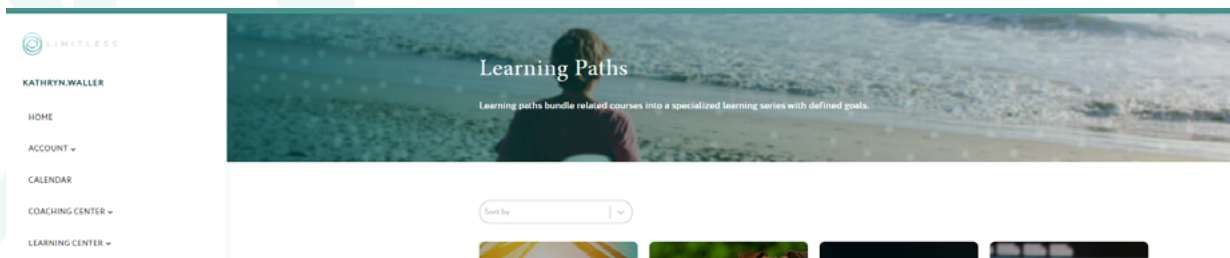 LIMITLESS
KATHRYN.WALLER
HOME
ACCOUNT
CALENDAR
COACHING CENTER
LEARNING CENTER
Learning Paths
Learning paths bundle related courses into a specialized learning series with defined goals.
Sort by